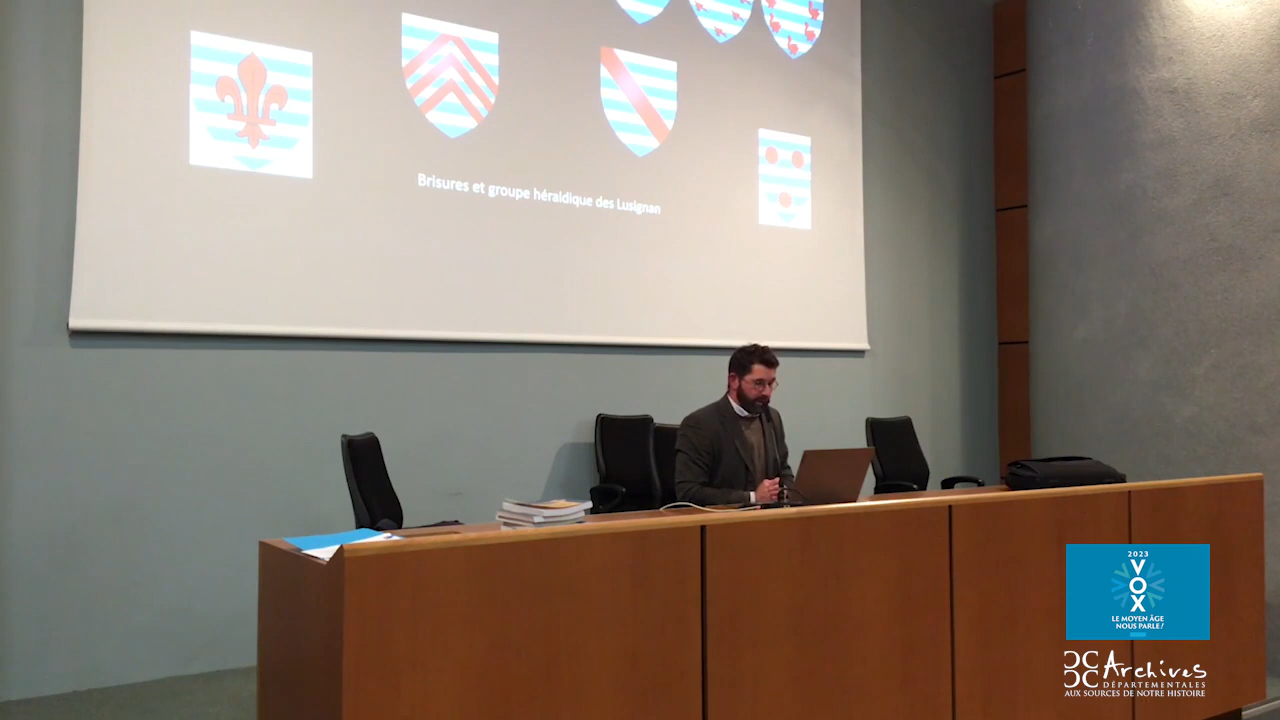 Brisures et groupe héraldique des Lusignan
2023
VOX
LE MOYEN ÂGE
NOUS PARLE !
Archives
DÉPARTEMENTALES
AUX SOURCES DE NOTRE HISTOIRE